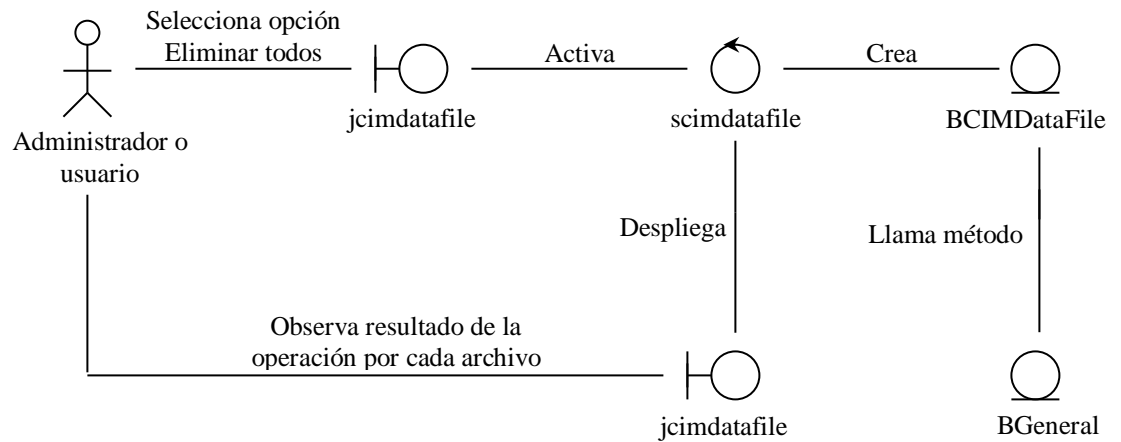 Selecciona opción
Eliminar todos
Activa
Crea
jcimdatafile
scimdatafile
BCIMDataFile
Administrador o
usuario
Despliega
Llama método
Observa resultado de la
operación por cada archivo
jcimdatafile
BGeneral